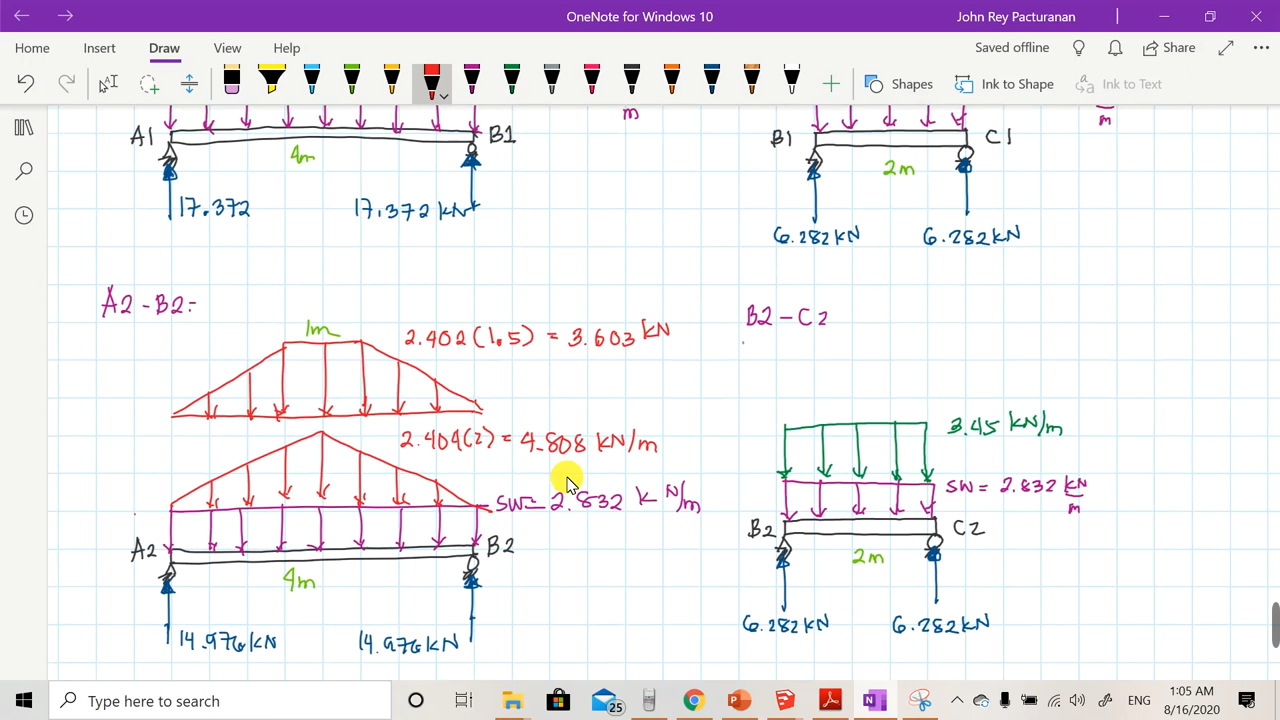 OneNote for Windows 10
John Rey Pacturanan
Home Insert Draw View Help
Saved offline
Share
Shapes
Ink to Shape
Ink to Text
A1
B1
m
4m
17.372
17.372 kN
B1
C1
m
2m
6.282 kN
6.282 kN
A2 - B2:
1m
2.402(1.5) = 3.603 kN
2.404(2) = 4.808 kN/m
SW= 2.832 k N/m
A2
B2
4m
14.976 kN
14.976 kN
B2 - C2
3.45 kN/m
SW = 2.832 kN/m
B2
C2
2m
6.282 kN
6.282 kN
Type here to search
25
ENG
1:05 AM
8/16/2020